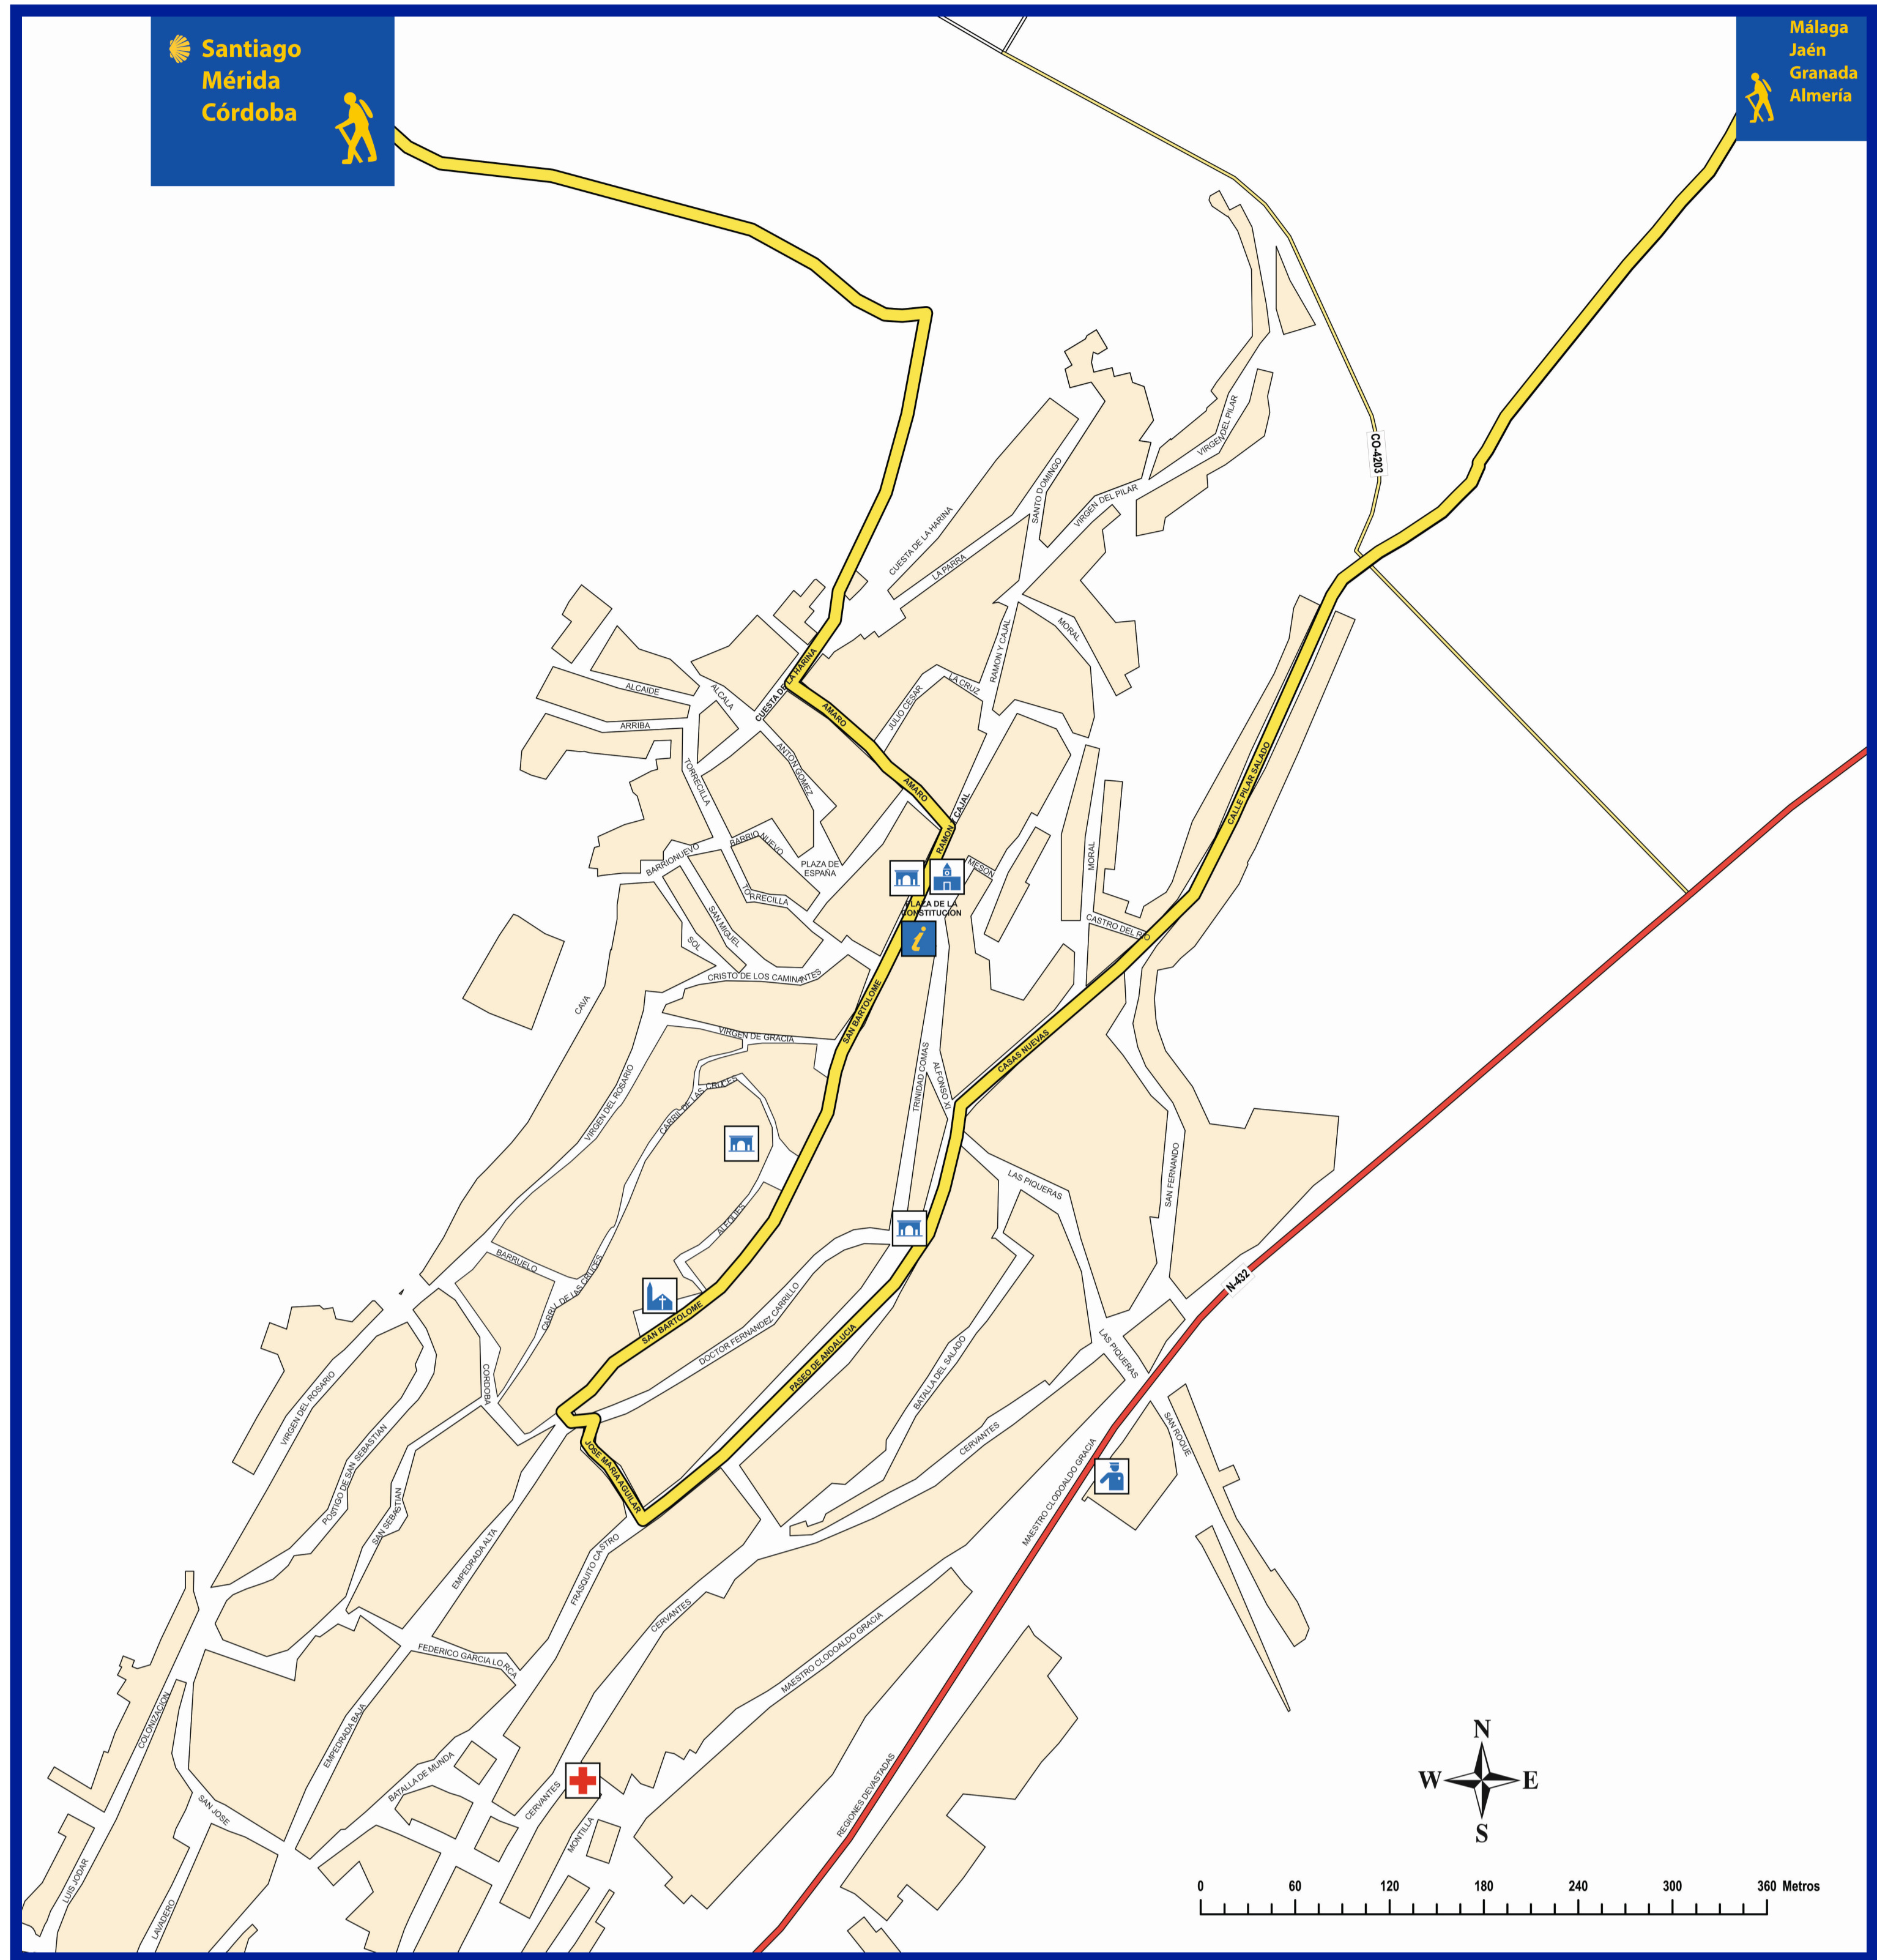 Santiago
Mérida
Córdoba
Málaga
Jaén
Granada
Almería
CO-4203
VIRGEN DEL PILAR
SANTO DOMINGO
VIRGEN DEL PILAR
CUESTA DE LA HARINA
LA PARRA
MORAL
RAMON Y CAJAL
LA CRUZ
JULIO CESAR
CUESTA DE LA HARINA
ALCAIDE
ALCALA
ARRIBA
AMARO
ANTON GOMEZ
TORRECILLA
AMARO
CALLE PILAR SALADO
RAMON Y CAJAL
BARRIO NUEVO
BARRIONUEVO
PLAZA DE
ESPAÑA
MESON
MORAL
TORRECILLA
PLAZA DE LA
CONSTITUCION
SAN MIGUEL
SOL
CASTRO DEL RIO
CRISTO DE LOS CAMINANTES
CAVA
SAN BARTOLOME
VIRGEN DE GRACIA
CASAS NUEVAS
TRINIDAD COMAS
ALFONSO XI
VIRGEN DEL ROSARIO
CARRIL DE LAS CRUCES
SAN FERNANDO
LAS PIQUERAS
ALFOLIES
BARRUELO
CARRIL DE LAS CRUCES
N-432
SAN BARTOLOME
DOCTOR FERNANDEZ CARRILLO
PASEO DE ANDALUCIA
LAS PIQUERAS
BATALLA DEL SALADO
CORDOBA
VIRGEN DEL ROSARIO
POSTIGO DE SAN SEBASTIAN
CERVANTES
SAN ROQUE
JOSE MARIA AGUILAR
MAESTRO CLODOALDO GRACIA
SAN SEBASTIAN
EMPEDRADA ALTA
FRASQUITO CASTRO
CERVANTES
MAESTRO CLODOALDO GRACIA
FEDERICO GARCIA LORCA
COLONIZACION
EMPEDRADA BAJA
BATALLA DE MUNDA
CERVANTES
REGIONES DEVASTADAS
SAN JOSE
MONTILLA
LUIS JODAR
LAVADERO
N
W E
S
0 60 120 180 240 300 360 Metros